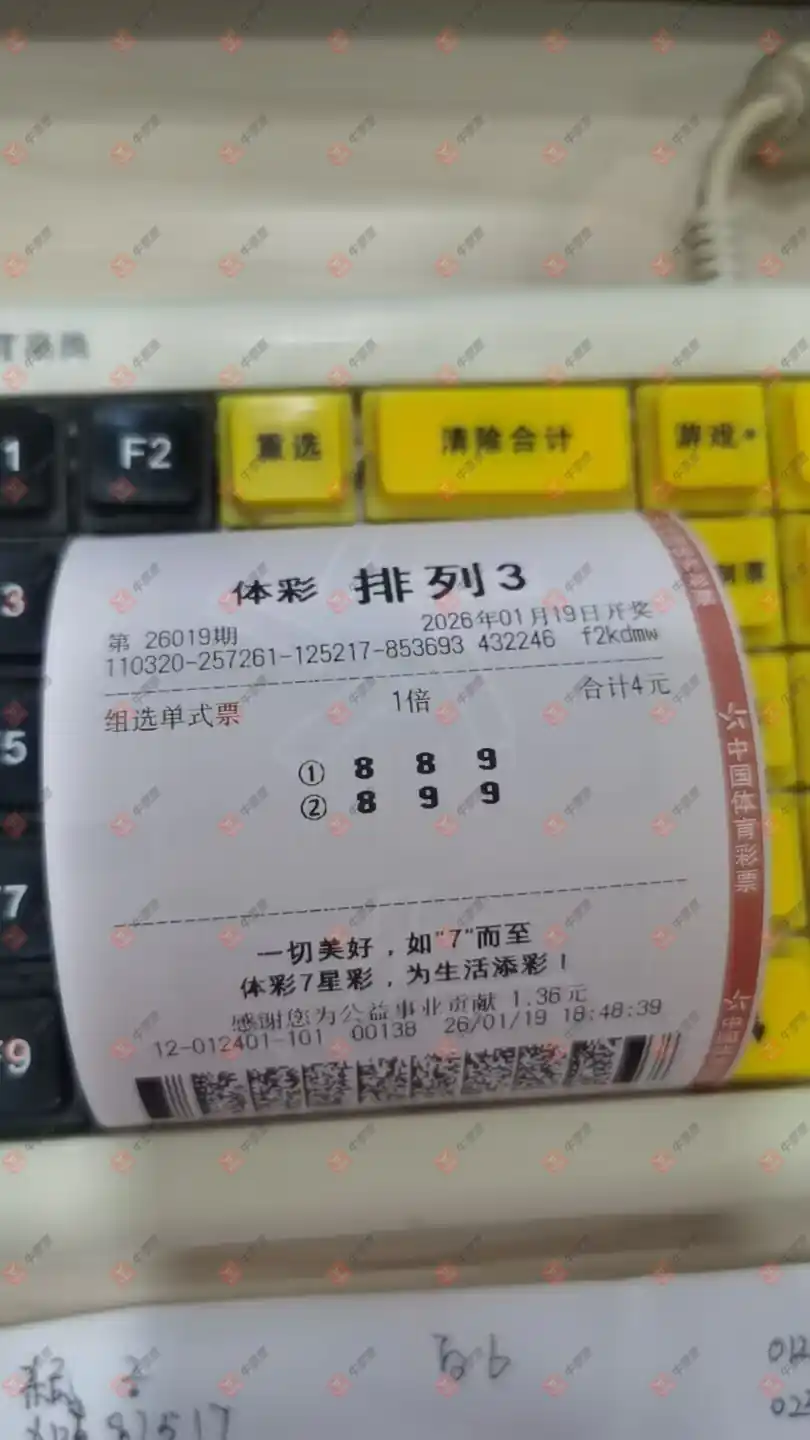 1
F2
重选
清除合计
游戏
3
5
7
9
体彩 排列3
第 26019期 2026年01月19日开奖
110320-257261-125217-853693 432246 f2kdmw
组选单式票 1倍 合计4元
① 8 8 9
② 8 9 9
一切美好，如"7"而至
体彩7星彩，为生活添彩！
感谢您为公益事业贡献 1.36元
12-012401-101 00138 26/01/19 18:48:39
中国体育彩票